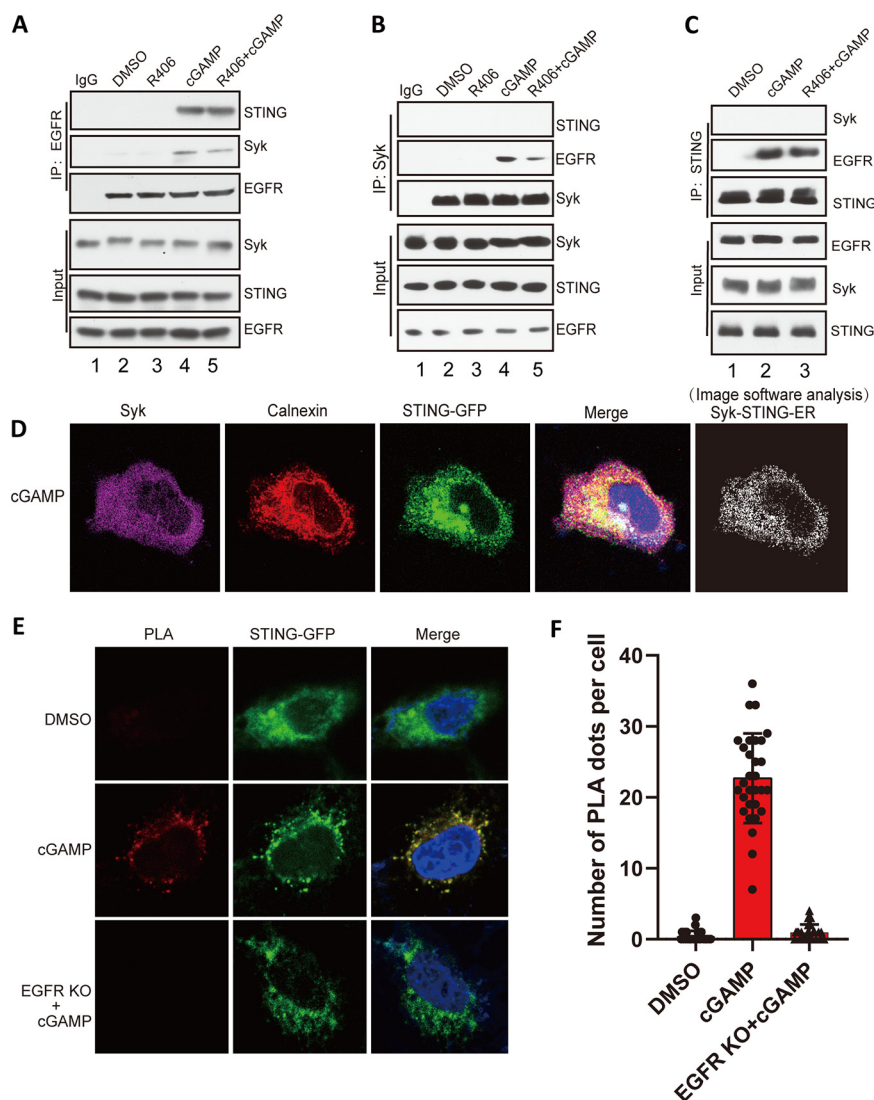 A
IgG
DMSO
R406
cGAMP
R406+cGAMP
IP: EGFR
STING
Syk
EGFR
Input
Syk
STING
EGFR
1 2 3 4 5
B
IgG
DMSO
R406
cGAMP
R406+cGAMP
IP: Syk
STING
EGFR
Syk
Input
Syk
STING
EGFR
1 2 3 4 5
C
DMSO
cGAMP
R406+cGAMP
IP: STING
Syk
EGFR
STING
Input
EGFR
Syk
STING
1 2 3
D
(Image software analysis)
Syk Calnexin STING-GFP Merge Syk-STING-ER
cGAMP
E
PLA STING-GFP Merge
DMSO
cGAMP
EGFR KO
+
cGAMP
F
Number of PLA dots per cell
40
30
20
10
0
DMSO
cGAMP
EGFR KO+cGAMP